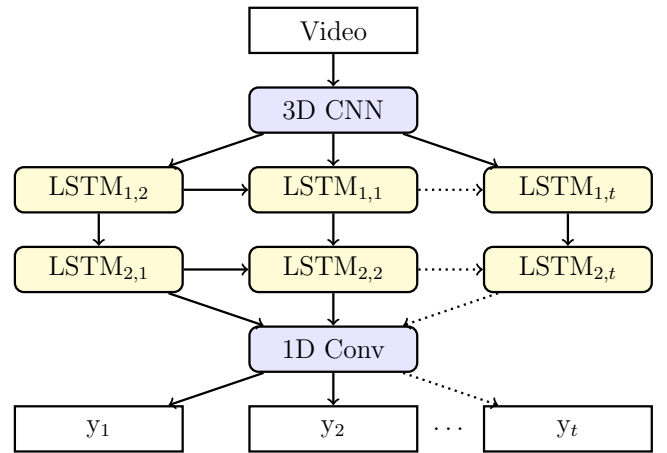 Video
3D CNN
LSTM₁,₂ LSTM₁,₁ LSTM₁,ₜ
LSTM₂,₁ LSTM₂,₂ LSTM₂,ₜ
1D Conv
y₁ y₂ ... yₜ